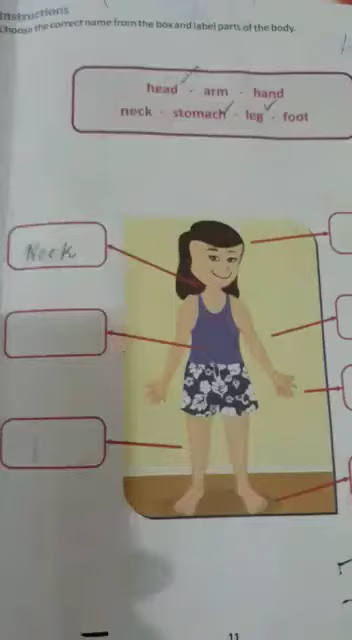 Instructions
Choose the correct name from the box and label parts of the body.
head · arm · hand
neck · stomach · leg · foot
Neck
11